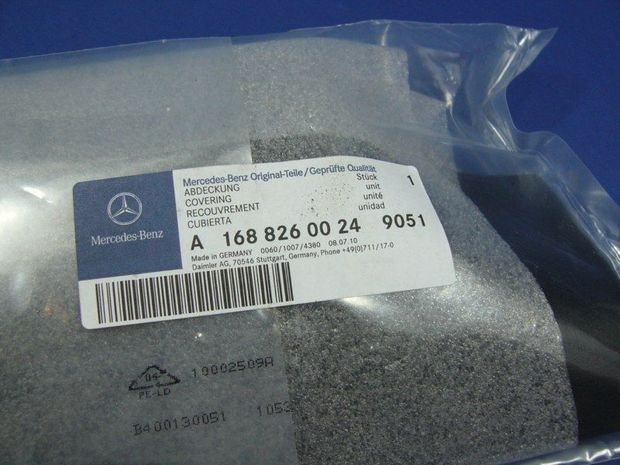 Mercedes-Benz Original-Teile/Geprüfte Qualität
ABDECKUNG Stück 1
COVERING unit
RECOUVREMENT unité
CUBIERTA unidad
Mercedes-Benz
A 168 826 00 24 9051
Made in GERMANY 0060/1007/4380 08.07.10
Daimler AG, 70546 Stuttgart, Germany, Phone +49(0)711/17-0
04
PE-LD
10002509A
B400130051 1053